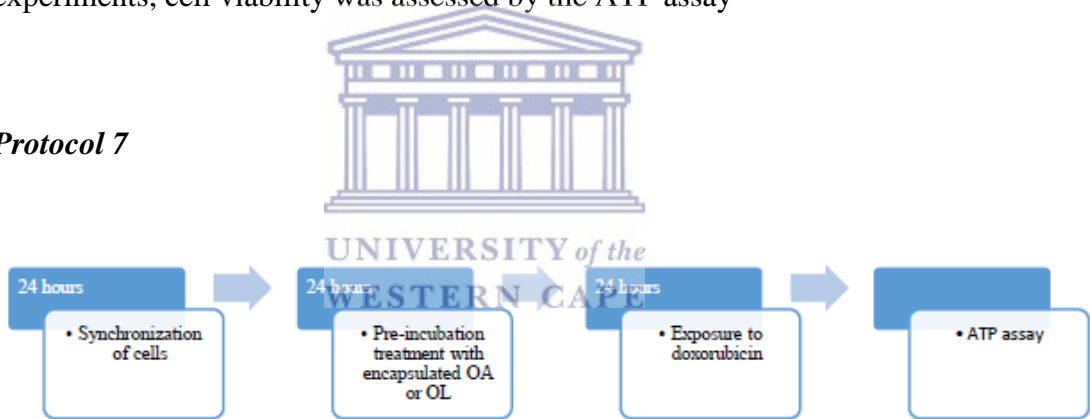 experiments, cell viability was assessed by the ATP assay
Protocol 7
UNIVERSITY of the
WESTERN CAPE
24 hours
• Synchronization
of cells
24 hours
• Pre-incubation
treatment with
encapsulated OA
or OL
24 hours
• Exposure to
doxorubicin
• ATP assay